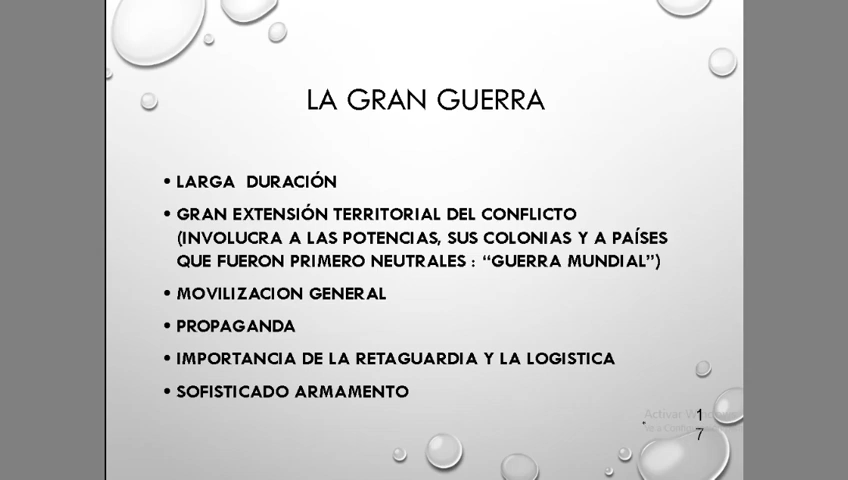 LA GRAN GUERRA
• LARGA DURACIÓN
• GRAN EXTENSIÓN TERRITORIAL DEL CONFLICTO
(INVOLUCRA A LAS POTENCIAS, SUS COLONIAS Y A PAÍSES
QUE FUERON PRIMERO NEUTRALES : “GUERRA MUNDIAL”)
• MOVILIZACION GENERAL
• PROPAGANDA
• IMPORTANCIA DE LA RETAGUARDIA Y LA LOGISTICA
• SOFISTICADO ARMAMENTO
Activar
1
7